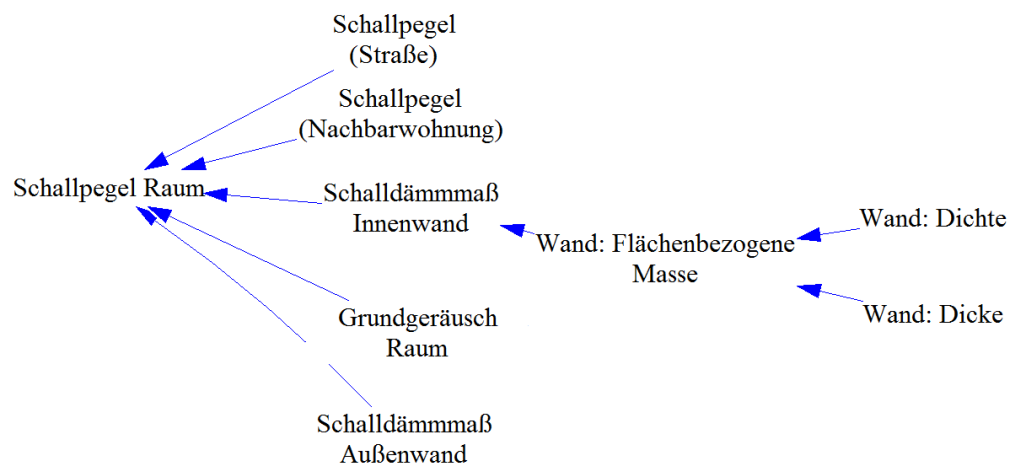 Schallpegel
(Straße)
Schallpegel
(Nachbarwohnung)
Schallpegel Raum
Schalldämmmaß
Innenwand
Wand: Flächenbezogene
Masse
Wand: Dichte
Wand: Dicke
Grundgeräusch
Raum
Schalldämmmaß
Außenwand